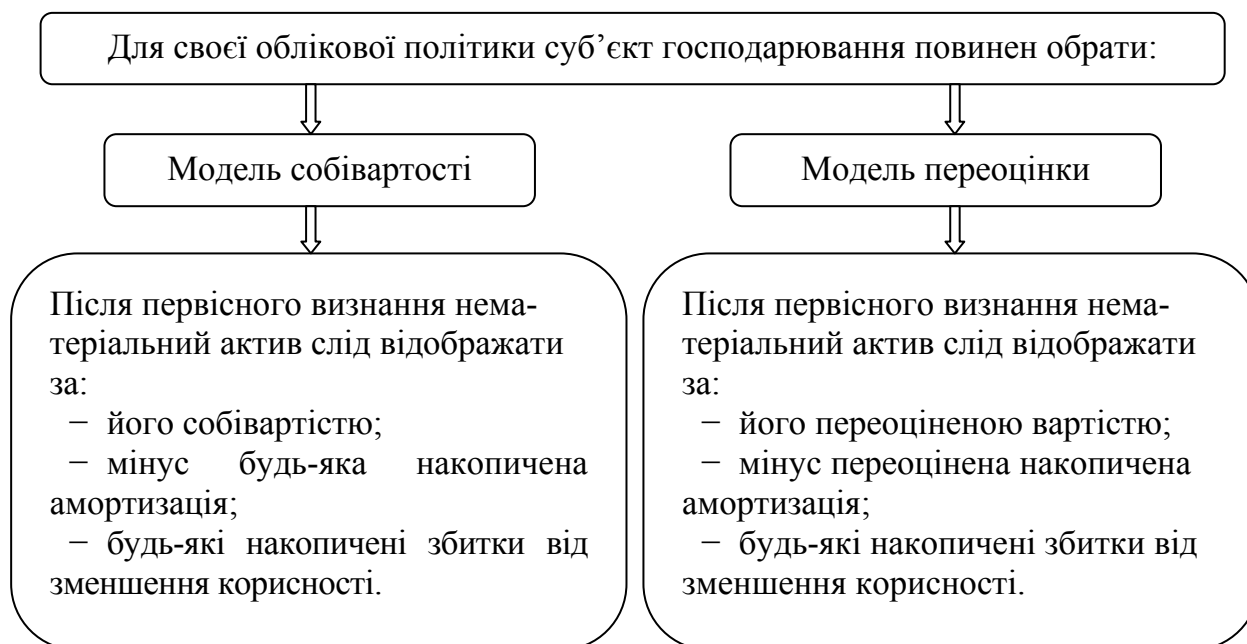 Для своєї облікової політики суб’єкт господарювання повинен обрати:
Модель собівартості
Модель переоцінки
Після первісного визнання нема-
теріальний актив слід відображати
за:
− його собівартістю;
− мінус будь-яка накопичена
амортизація;
− будь-які накопичені збитки від
зменшення корисності.
Після первісного визнання нема-
теріальний актив слід відображати
за:
− його переоціненою вартістю;
− мінус переоцінена накопичена
амортизація;
− будь-які накопичені збитки від
зменшення корисності.